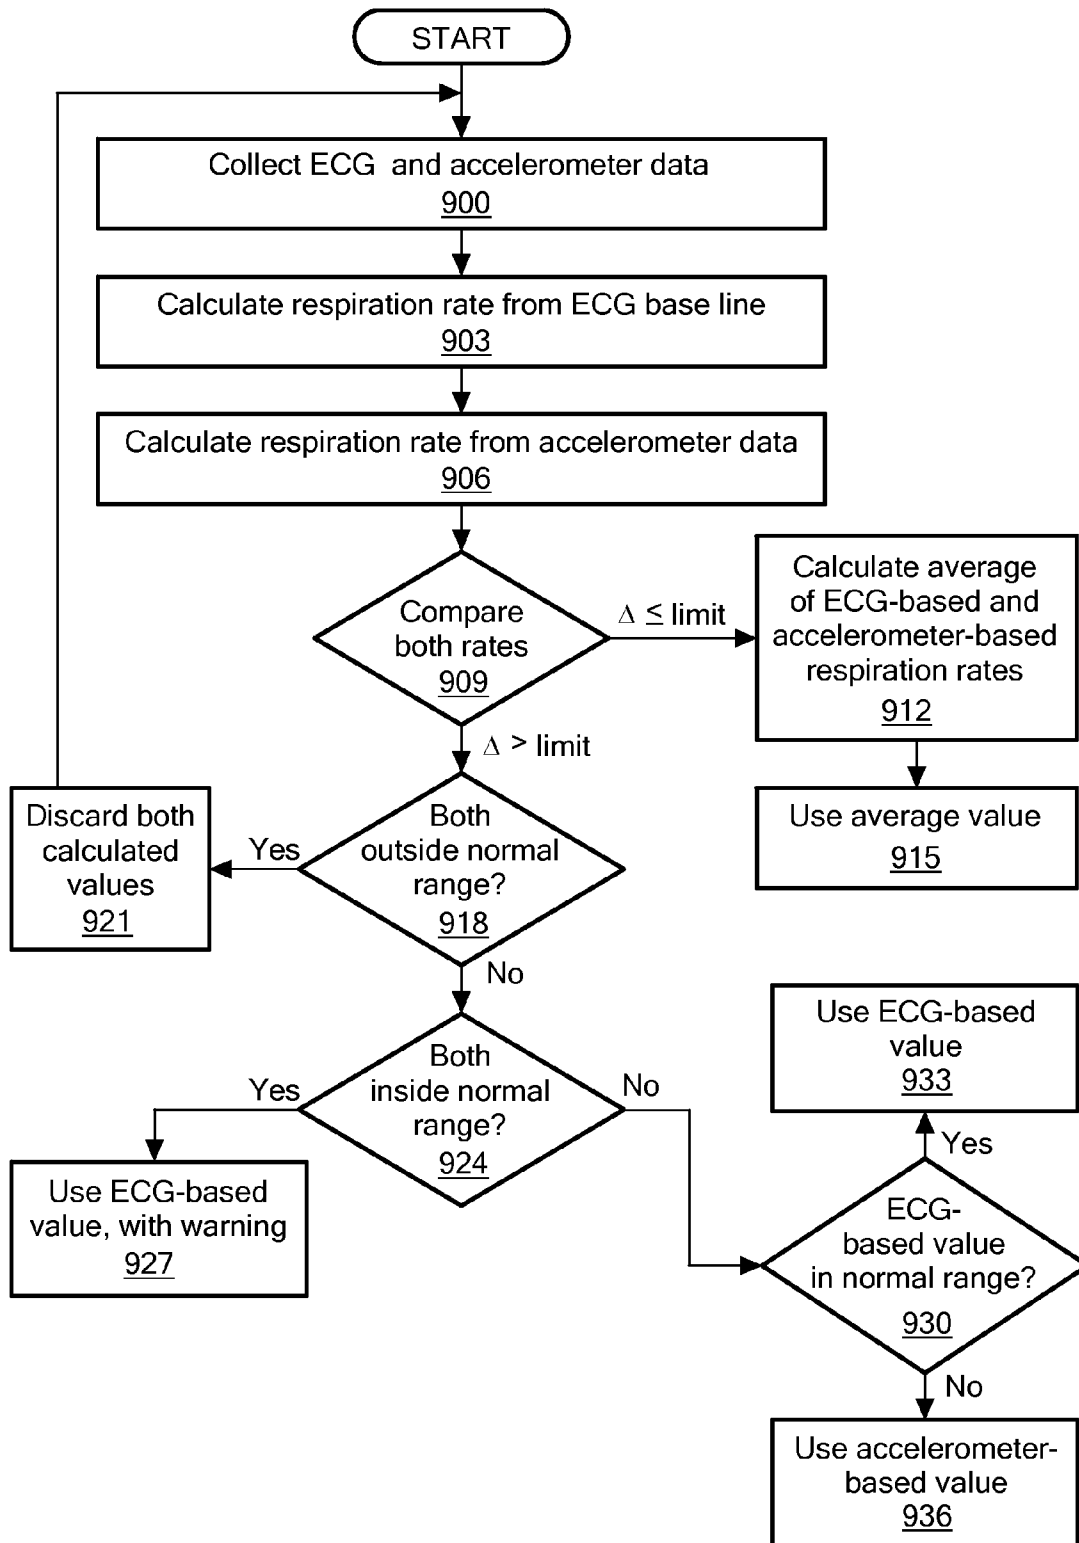 START
Collect ECG and accelerometer data
900
Calculate respiration rate from ECG base line
903
Calculate respiration rate from accelerometer data
906
Compare
both rates
909
Δ ≤ limit
Calculate average
of ECG-based and
accelerometer-based
respiration rates
912
Use average value
915
Δ > limit
Both
outside normal
range?
918
Yes
Discard both
calculated
values
921
No
Both
inside normal
range?
924
Yes
Use ECG-based
value, with warning
927
No
ECG-
based value
in normal range?
930
Yes
Use ECG-based
value
933
No
Use accelerometer-
based value
936